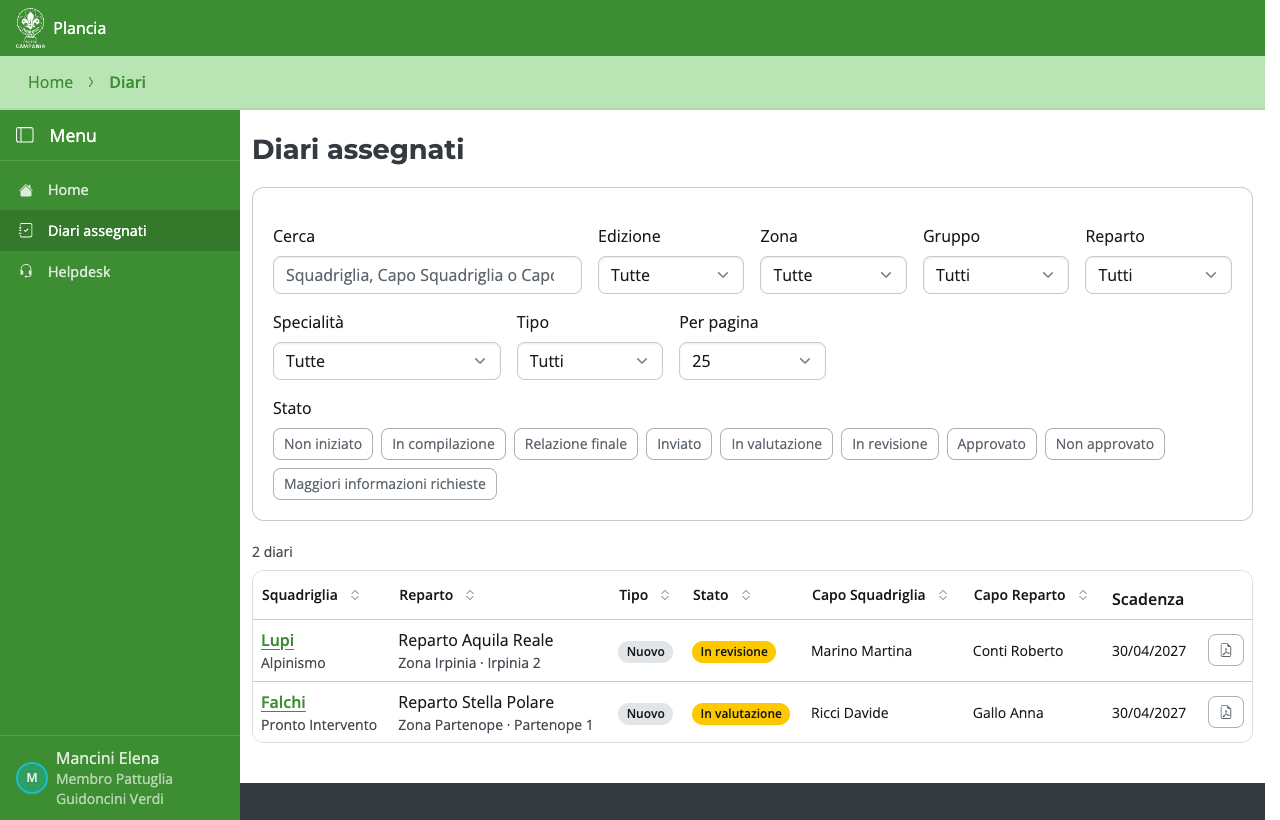 CAMPANIA
Plancia
Home > Diari
Menu
Home
Diari assegnati
Helpdesk
Mancini Elena
M
Membro Pattuglia
Guidoncini Verdi
Diari assegnati
Cerca Edizione Zona Gruppo Reparto
Squadriglia, Capo Squadriglia o Capo Tutte Tutte Tutti Tutti
Specialità Tipo Per pagina
Tutte Tutti 25
Stato
Non iniziato In compilazione Relazione finale Inviato In valutazione In revisione Approvato Non approvato
Maggiori informazioni richieste
2 diari
Squadriglia Reparto Tipo Stato Capo Squadriglia Capo Reparto Scadenza
Lupi Reparto Aquila Reale
Nuovo In revisione Marino Martina Conti Roberto 30/04/2027
Alpinismo Zona Irpinia · Irpinia 2
Falchi Reparto Stella Polare
Nuovo In valutazione Ricci Davide Gallo Anna 30/04/2027
Pronto Intervento Zona Partenope · Partenope 1